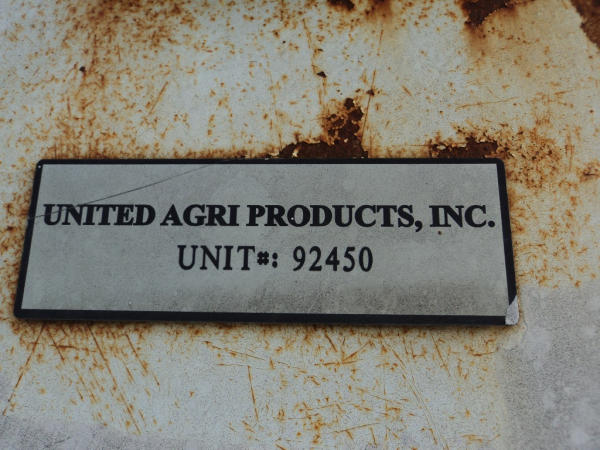 UNITED AGRI PRODUCTS, INC.
UNIT#: 92450